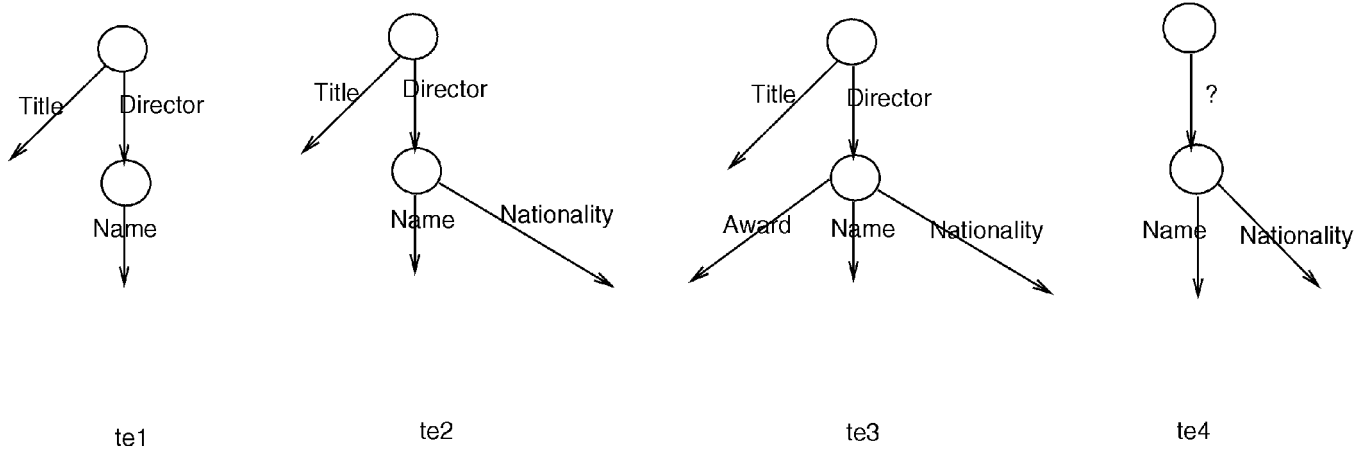 Title
Director
Name
te1
Title
Director
Name
Nationality
te2
Title
Director
Award
Name
Nationality
te3
?
Name
Nationality
te4